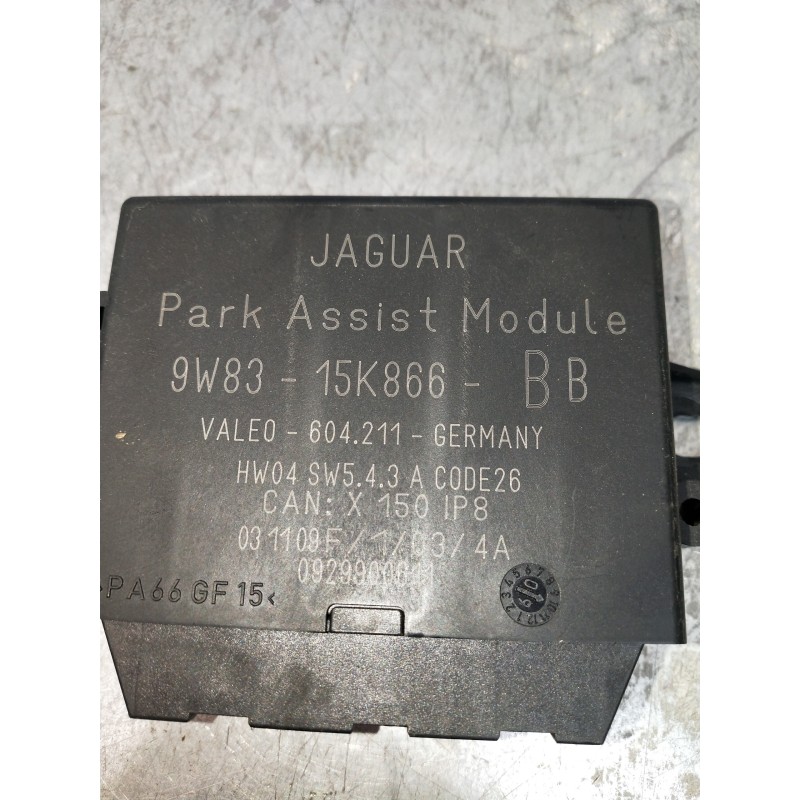 JAGUAR
Park Assist Module
9W83 - 15K866 - BB
VALEO - 604.211 - GERMANY
HW04 SW5.4.3 A CODE26
CAN: X 150 IP8
031109F/1/03/4A
>PA66 GF15<